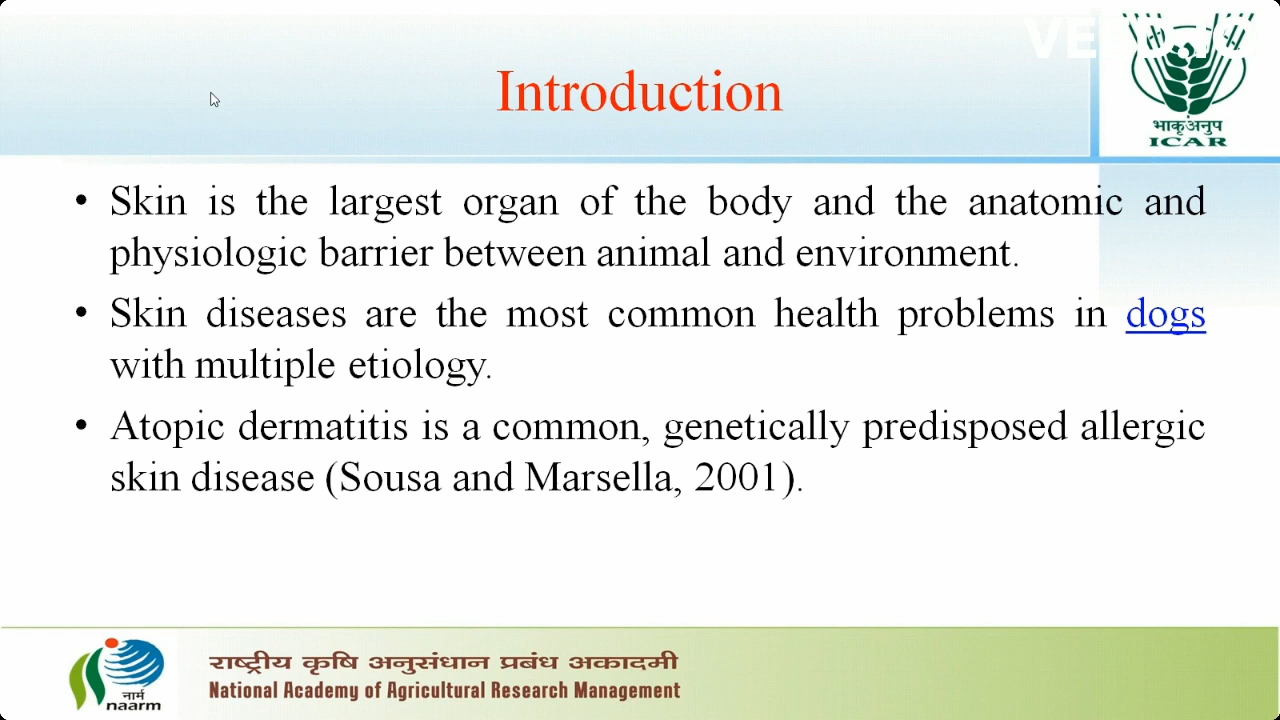 Introduction
भाकृअनुप
ICAR
• Skin is the largest organ of the body and the anatomic and
physiologic barrier between animal and environment.
• Skin diseases are the most common health problems in dogs
with multiple etiology.
• Atopic dermatitis is a common, genetically predisposed allergic
skin disease (Sousa and Marsella, 2001).
नार्म
naarm
राष्ट्रीय कृषि अनुसंधान प्रबंध अकादमी
National Academy of Agricultural Research Management